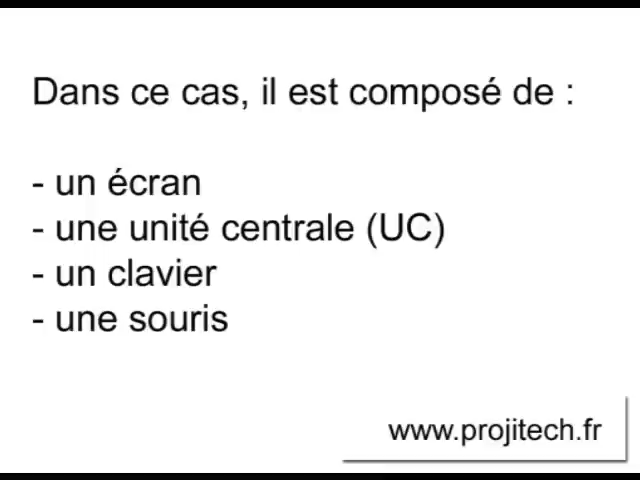 Dans ce cas, il est composé de :
- un écran
- une unité centrale (UC)
- un clavier
- une souris
www.projitech.fr